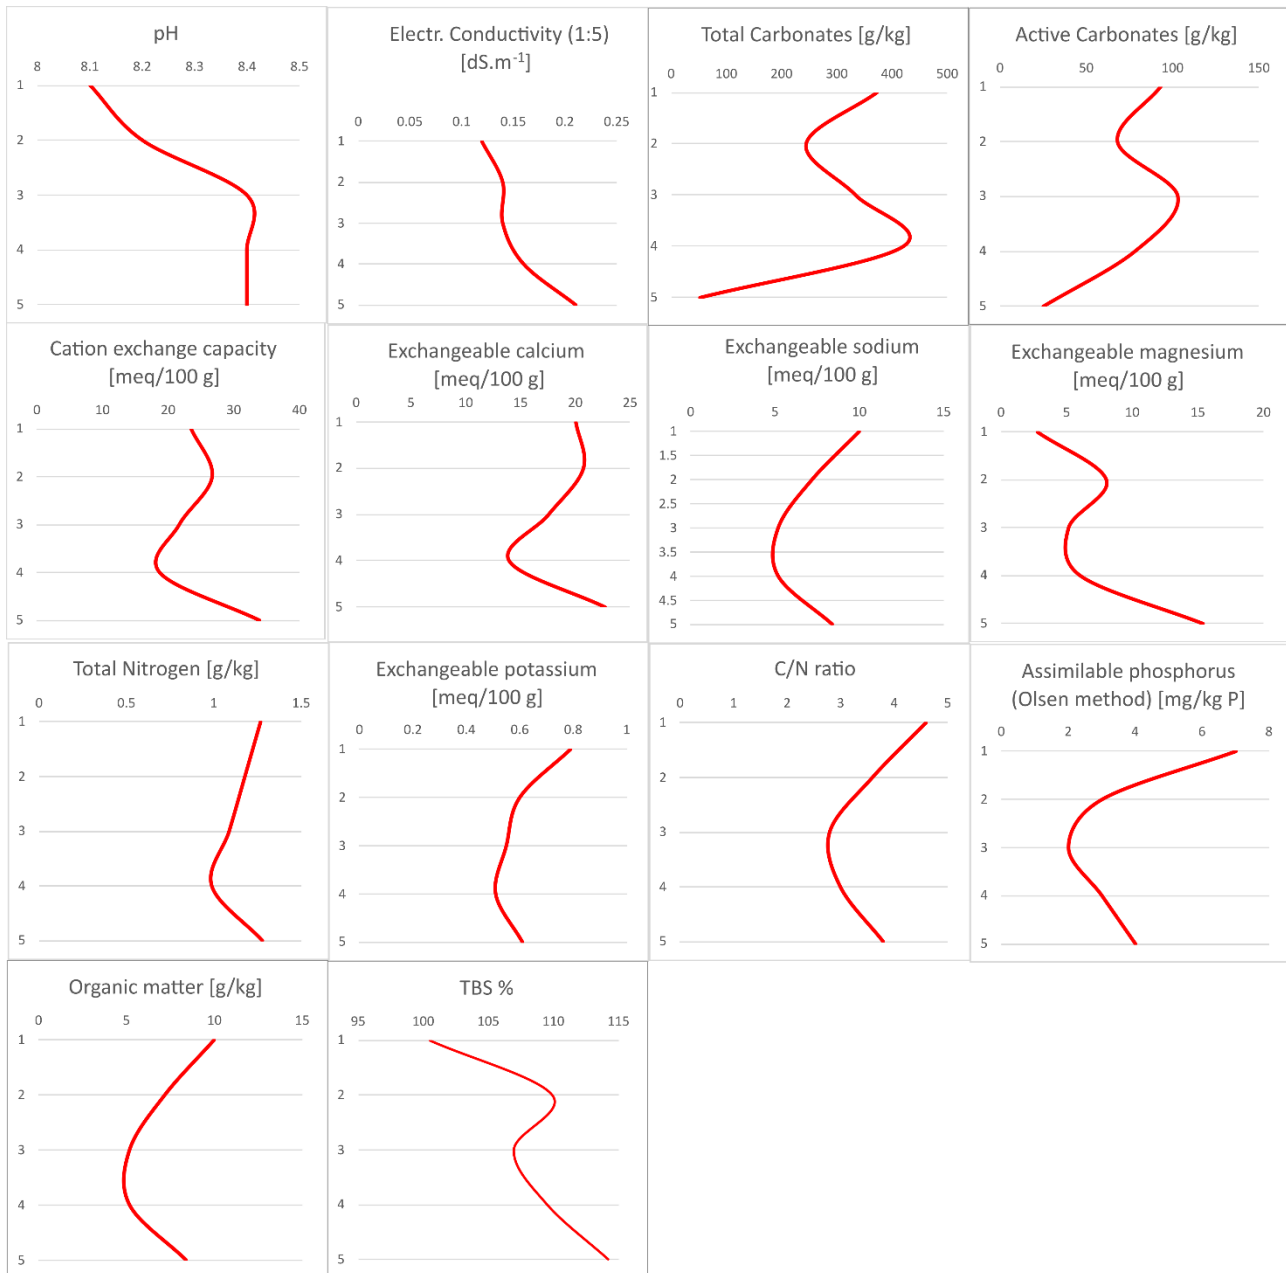 pH
8 8.1 8.2 8.3 8.4 8.5
1
2
3
4
5
Electr. Conductivity (1:5)
[dS.m⁻¹]
0 0.05 0.1 0.15 0.2 0.25
1
2
3
4
5
Total Carbonates [g/kg]
0 100 200 300 400 500
1
2
3
4
5
Active Carbonates [g/kg]
0 50 100 150
1
2
3
4
5
Cation exchange capacity
[meq/100 g]
0 10 20 30 40
1
2
3
4
5
Exchangeable calcium
[meq/100 g]
0 5 10 15 20 25
1
2
3
4
5
Exchangeable sodium
[meq/100 g]
0 5 10 15
1
1.5
2
2.5
3
3.5
4
4.5
5
Exchangeable magnesium
[meq/100 g]
0 5 10 15 20
1
2
3
4
5
Total Nitrogen [g/kg]
0 0.5 1 1.5
1
2
3
4
5
Exchangeable potassium
[meq/100 g]
0 0.2 0.4 0.6 0.8 1
1
2
3
4
5
C/N ratio
0 1 2 3 4 5
1
2
3
4
5
Assimilable phosphorus
(Olsen method) [mg/kg P]
0 2 4 6 8
1
2
3
4
5
Organic matter [g/kg]
0 5 10 15
1
2
3
4
5
TBS %
95 100 105 110 115
1
2
3
4
5